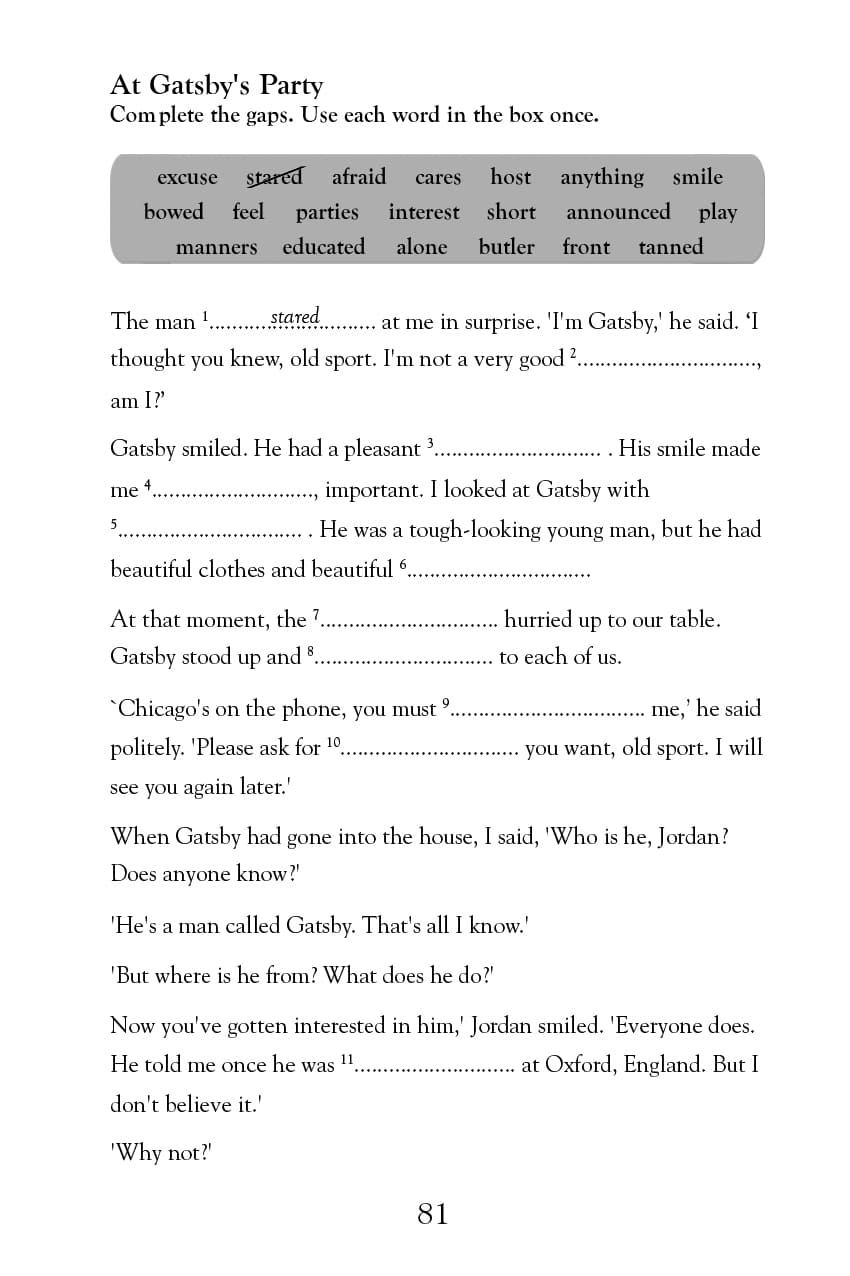 At Gatsby's Party
Complete the gaps. Use each word in the box once.
excuse stared afraid cares host anything smile
bowed feel parties interest short announced play
manners educated alone butler front tanned
The man ¹.......... stared .......... at me in surprise. 'I'm Gatsby,' he said. ‘I
thought you knew, old sport. I'm not a very good ²..............................,
am I?’
Gatsby smiled. He had a pleasant ³............................ . His smile made
me ⁴..........................., important. I looked at Gatsby with
⁵............................... . He was a tough-looking young man, but he had
beautiful clothes and beautiful ⁶...............................
At that moment, the ⁷.............................. hurried up to our table.
Gatsby stood up and ⁸.............................. to each of us.
`Chicago's on the phone, you must ⁹................................. me,’ he said
politely. 'Please ask for ¹⁰.............................. you want, old sport. I will
see you again later.'
When Gatsby had gone into the house, I said, 'Who is he, Jordan?
Does anyone know?'
'He's a man called Gatsby. That's all I know.'
'But where is he from? What does he do?'
Now you've gotten interested in him,' Jordan smiled. 'Everyone does.
He told me once he was ¹¹........................... at Oxford, England. But I
don't believe it.'
'Why not?'
81